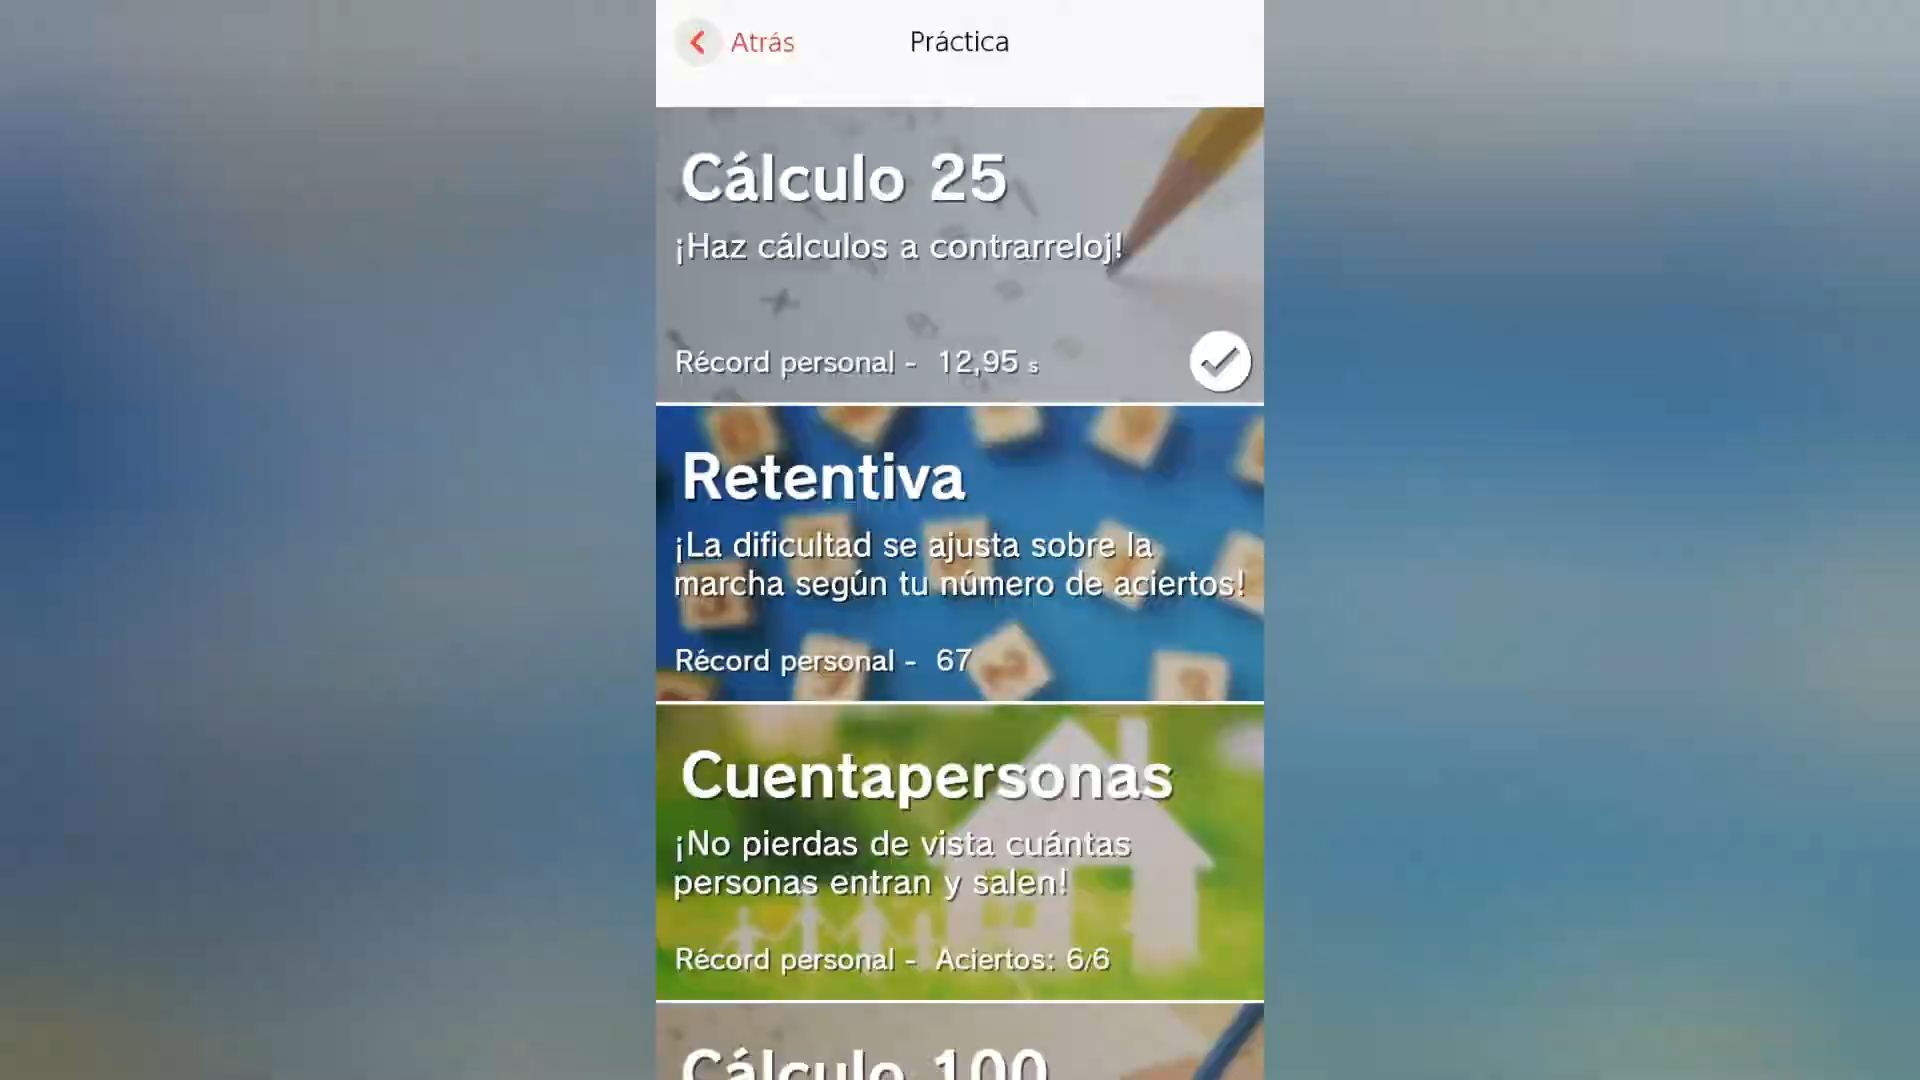 Atrás
Práctica
Cálculo 25
¡Haz cálculos a contrarreloj!
Récord personal - 12,95 s
Retentiva
¡La dificultad se ajusta sobre la
marcha según tu número de aciertos!
Récord personal - 67
Cuentapersonas
¡No pierdas de vista cuántas
personas entran y salen!
Récord personal - Aciertos: 6/6
Cálculo 100